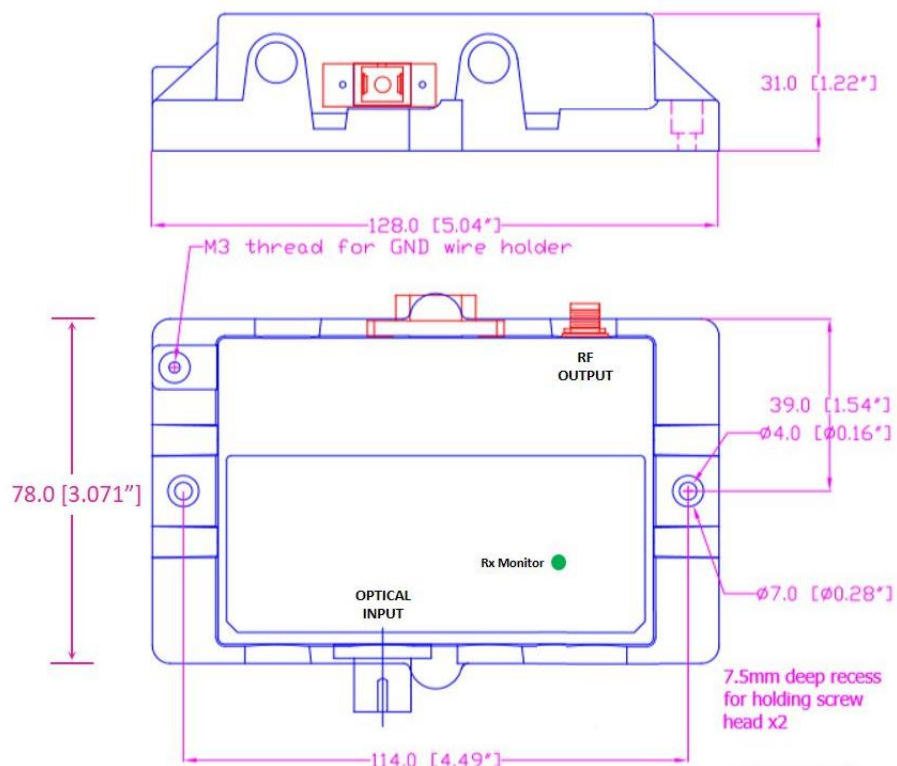 31.0 [1.22"]
128.0 [5.04"]
M3 thread for GND wire holder
RF
OUTPUT
39.0 [1.54"]
ø4.0 [ø0.16"]
78.0 [3.071”]
Rx Monitor
OPTICAL
INPUT
ø7.0 [ø0.28"]
7.5mm deep recess
for holding screw
head x2
114.0 [4.49"]